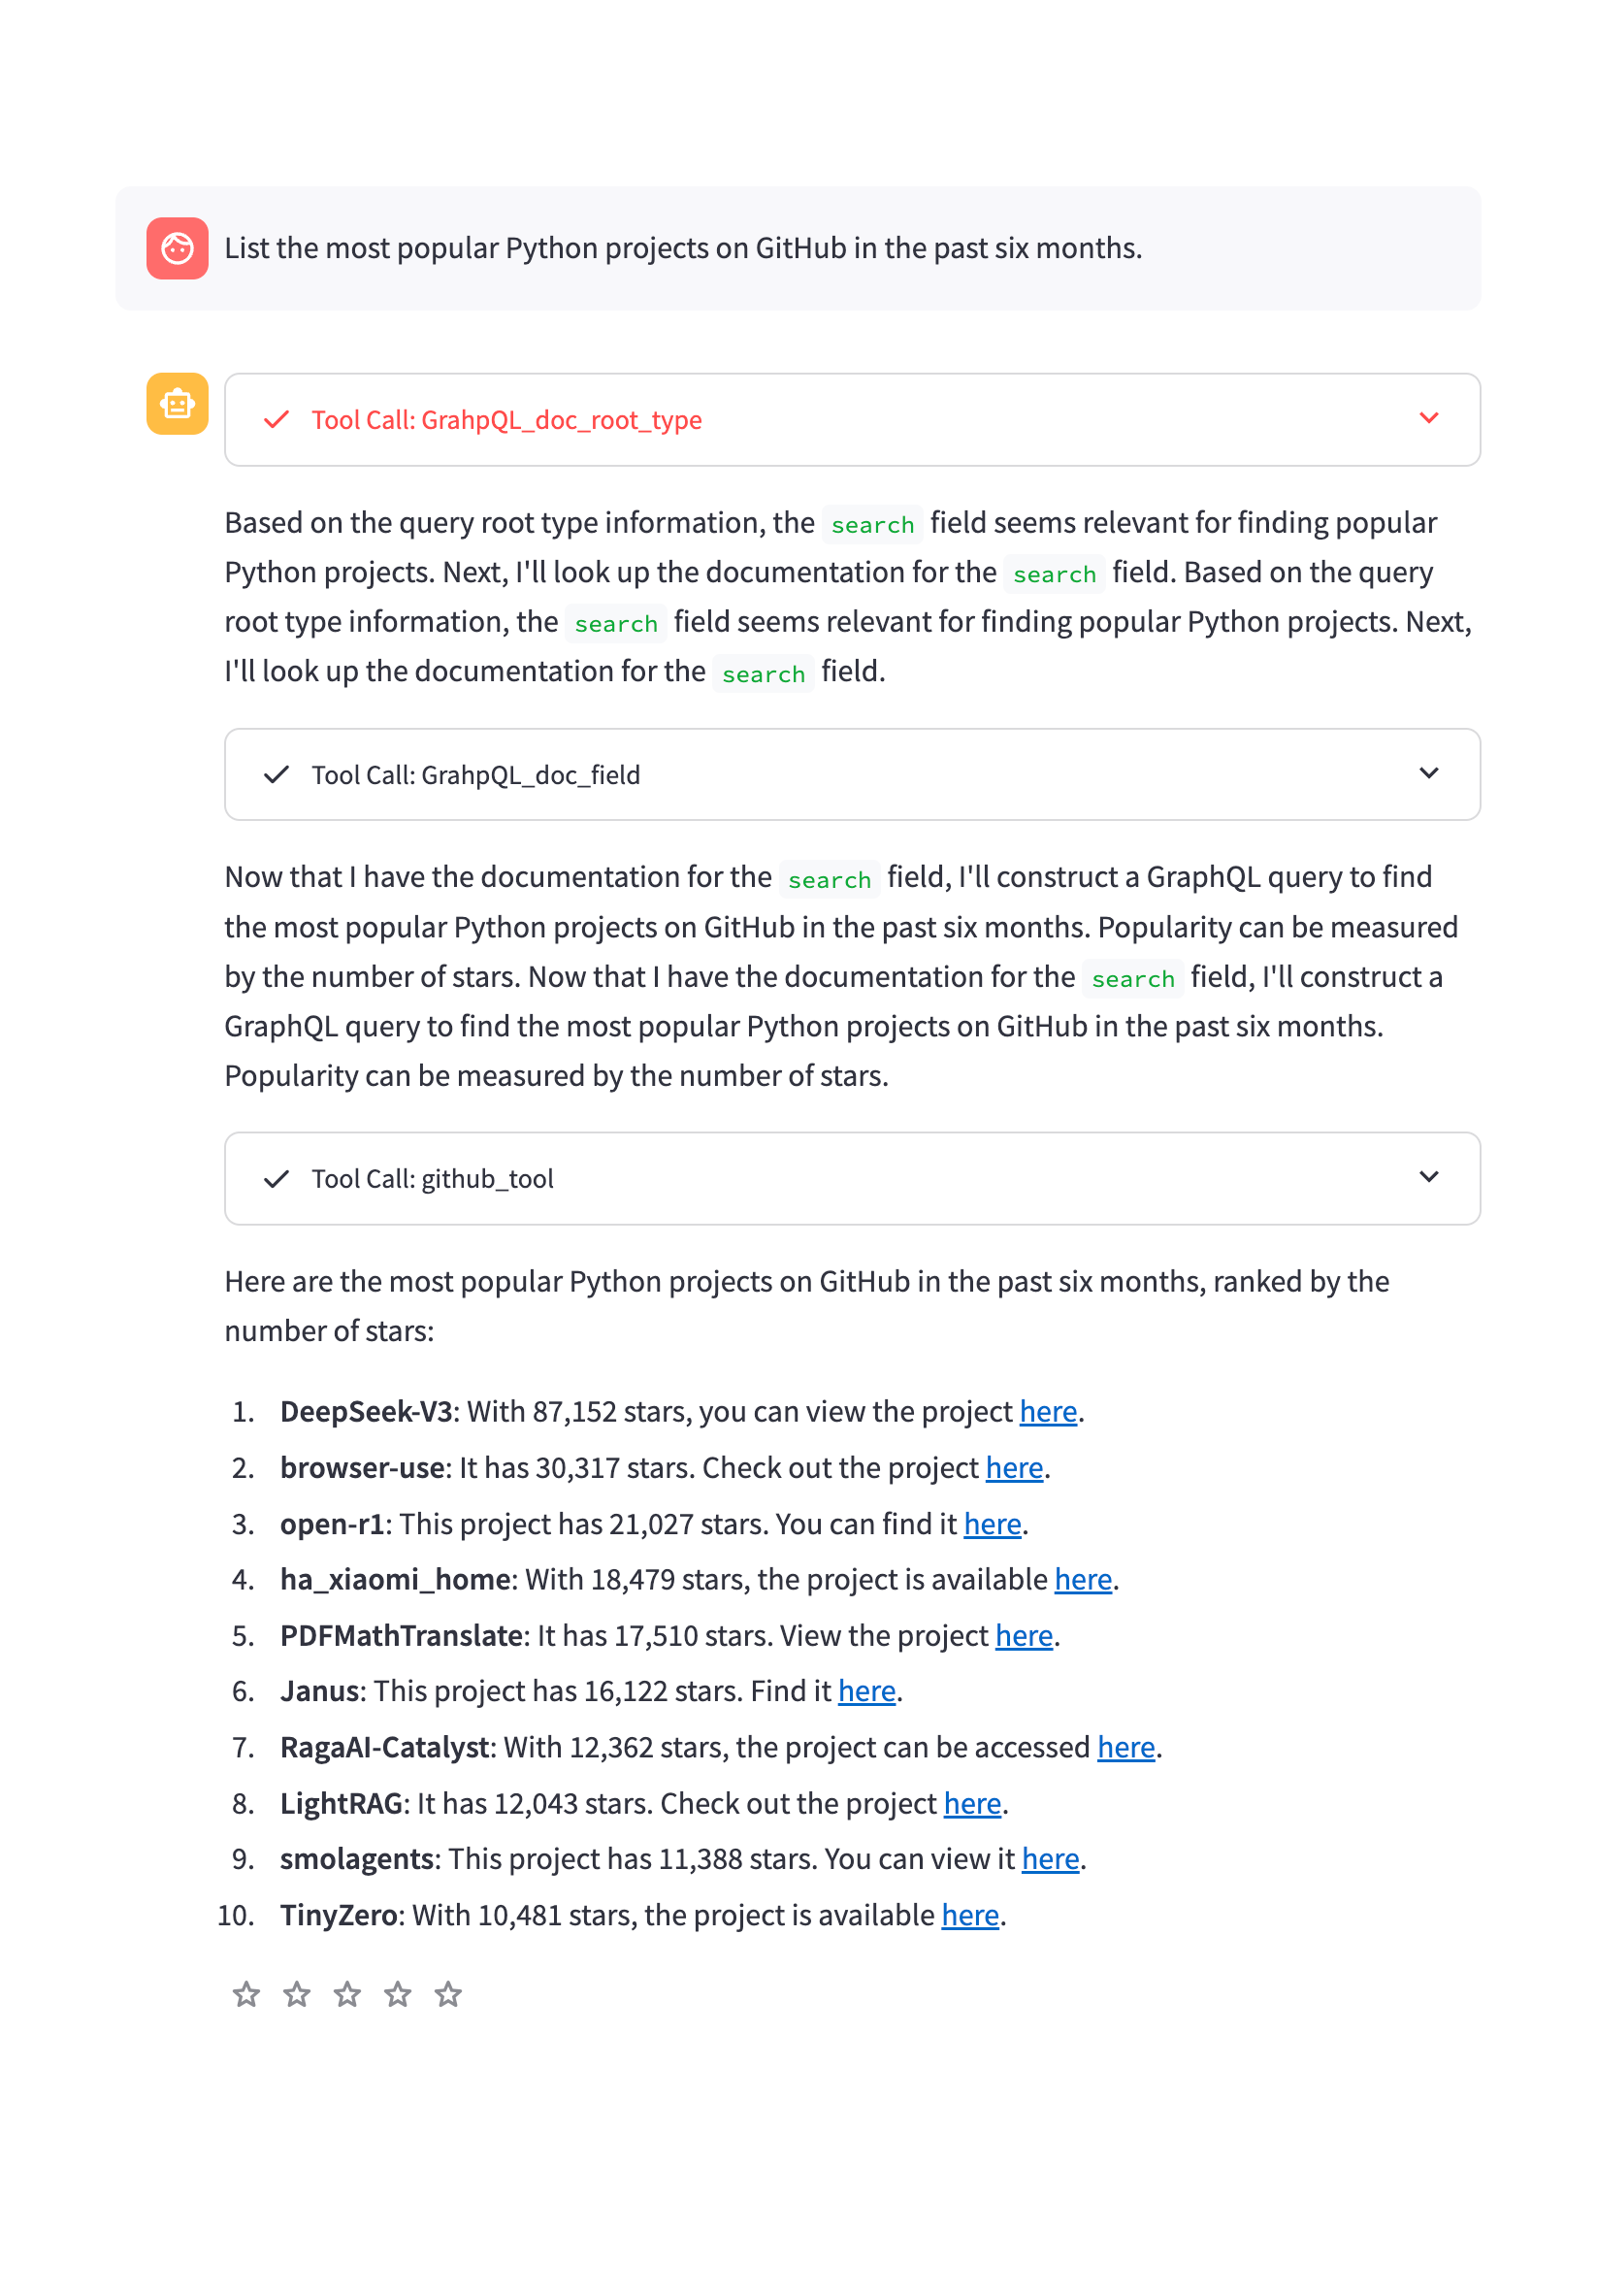 List the most popular Python projects on GitHub in the past six months.
Tool Call: GrahpQL_doc_root_type
Based on the query root type information, the search field seems relevant for finding popular
Python projects. Next, I'll look up the documentation for the search field. Based on the query
root type information, the search field seems relevant for finding popular Python projects. Next,
I'll look up the documentation for the search field.
Tool Call: GrahpQL_doc_field
Now that I have the documentation for the search field, I'll construct a GraphQL query to find
the most popular Python projects on GitHub in the past six months. Popularity can be measured
by the number of stars. Now that I have the documentation for the search field, I'll construct a
GraphQL query to find the most popular Python projects on GitHub in the past six months.
Popularity can be measured by the number of stars.
Tool Call: github_tool
Here are the most popular Python projects on GitHub in the past six months, ranked by the
number of stars:
1. DeepSeek-V3: With 87,152 stars, you can view the project here.
2. browser-use: It has 30,317 stars. Check out the project here.
3. open-r1: This project has 21,027 stars. You can find it here.
4. ha_xiaomi_home: With 18,479 stars, the project is available here.
5. PDFMathTranslate: It has 17,510 stars. View the project here.
6. Janus: This project has 16,122 stars. Find it here.
7. RagaAI-Catalyst: With 12,362 stars, the project can be accessed here.
8. LightRAG: It has 12,043 stars. Check out the project here.
9. smolagents: This project has 11,388 stars. You can view it here.
10. TinyZero: With 10,481 stars, the project is available here.